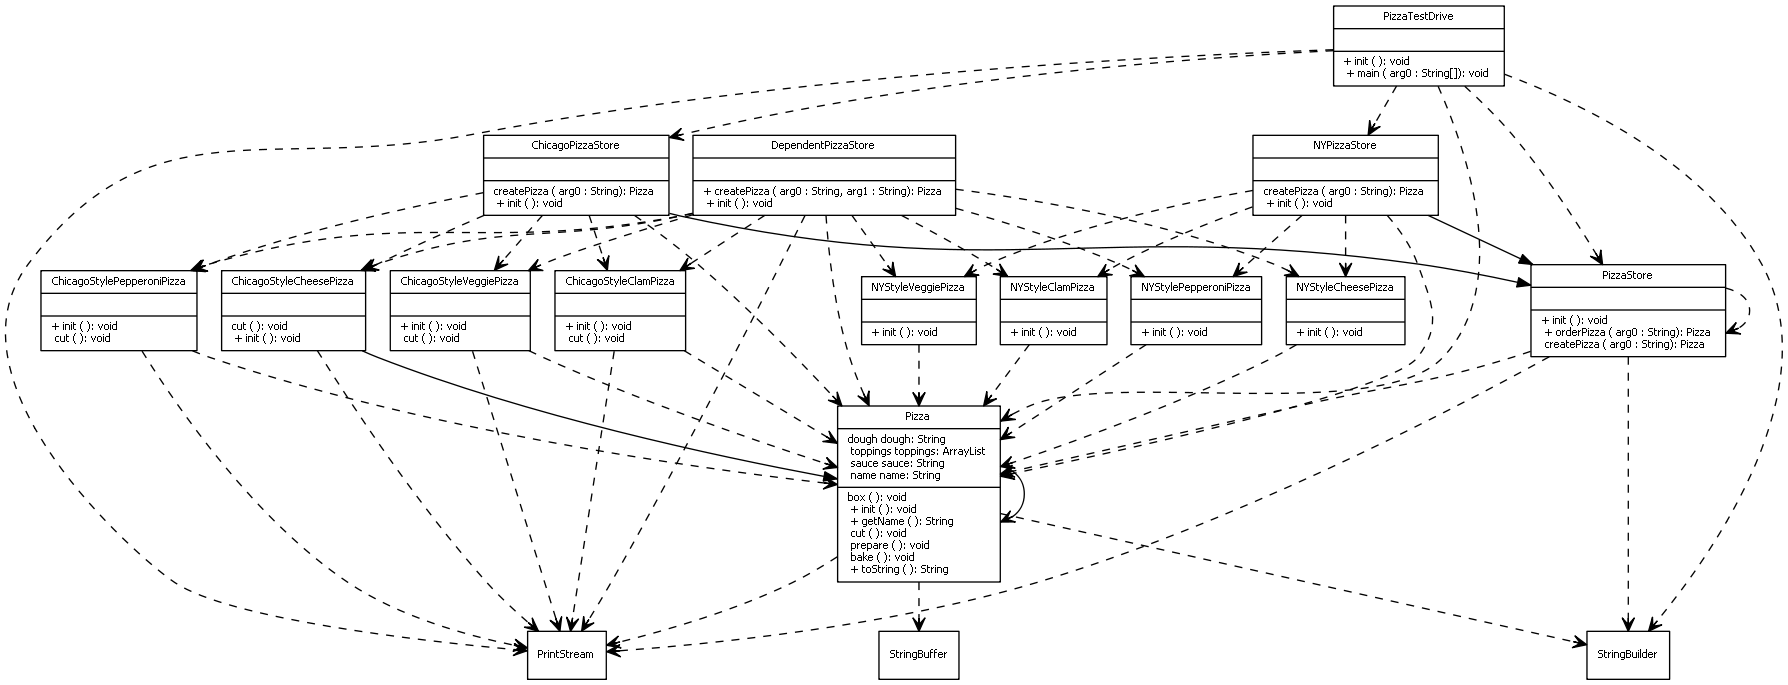 PizzaTestDrive
+ init ( ): void
+ main ( arg0 : String[]): void
ChicagoPizzaStore
createPizza ( arg0 : String): Pizza
+ init ( ): void
DependentPizzaStore
+ createPizza ( arg0 : String, arg1 : String): Pizza
+ init ( ): void
NYPizzaStore
createPizza ( arg0 : String): Pizza
+ init ( ): void
ChicagoStylePepperoniPizza
+ init ( ): void
cut ( ): void
ChicagoStyleCheesePizza
cut ( ): void
+ init ( ): void
ChicagoStyleVeggiePizza
+ init ( ): void
cut ( ): void
ChicagoStyleClamPizza
+ init ( ): void
cut ( ): void
NYStyleVeggiePizza
+ init ( ): void
NYStyleClamPizza
+ init ( ): void
NYStylePepperoniPizza
+ init ( ): void
NYStyleCheesePizza
+ init ( ): void
PizzaStore
+ init ( ): void
+ orderPizza ( arg0 : String): Pizza
createPizza ( arg0 : String): Pizza
Pizza
dough dough: String
toppings toppings: ArrayList
sauce sauce: String
name name: String
box ( ): void
+ init ( ): void
+ getName ( ): String
cut ( ): void
prepare ( ): void
bake ( ): void
+ toString ( ): String
PrintStream
StringBuffer
StringBuilder